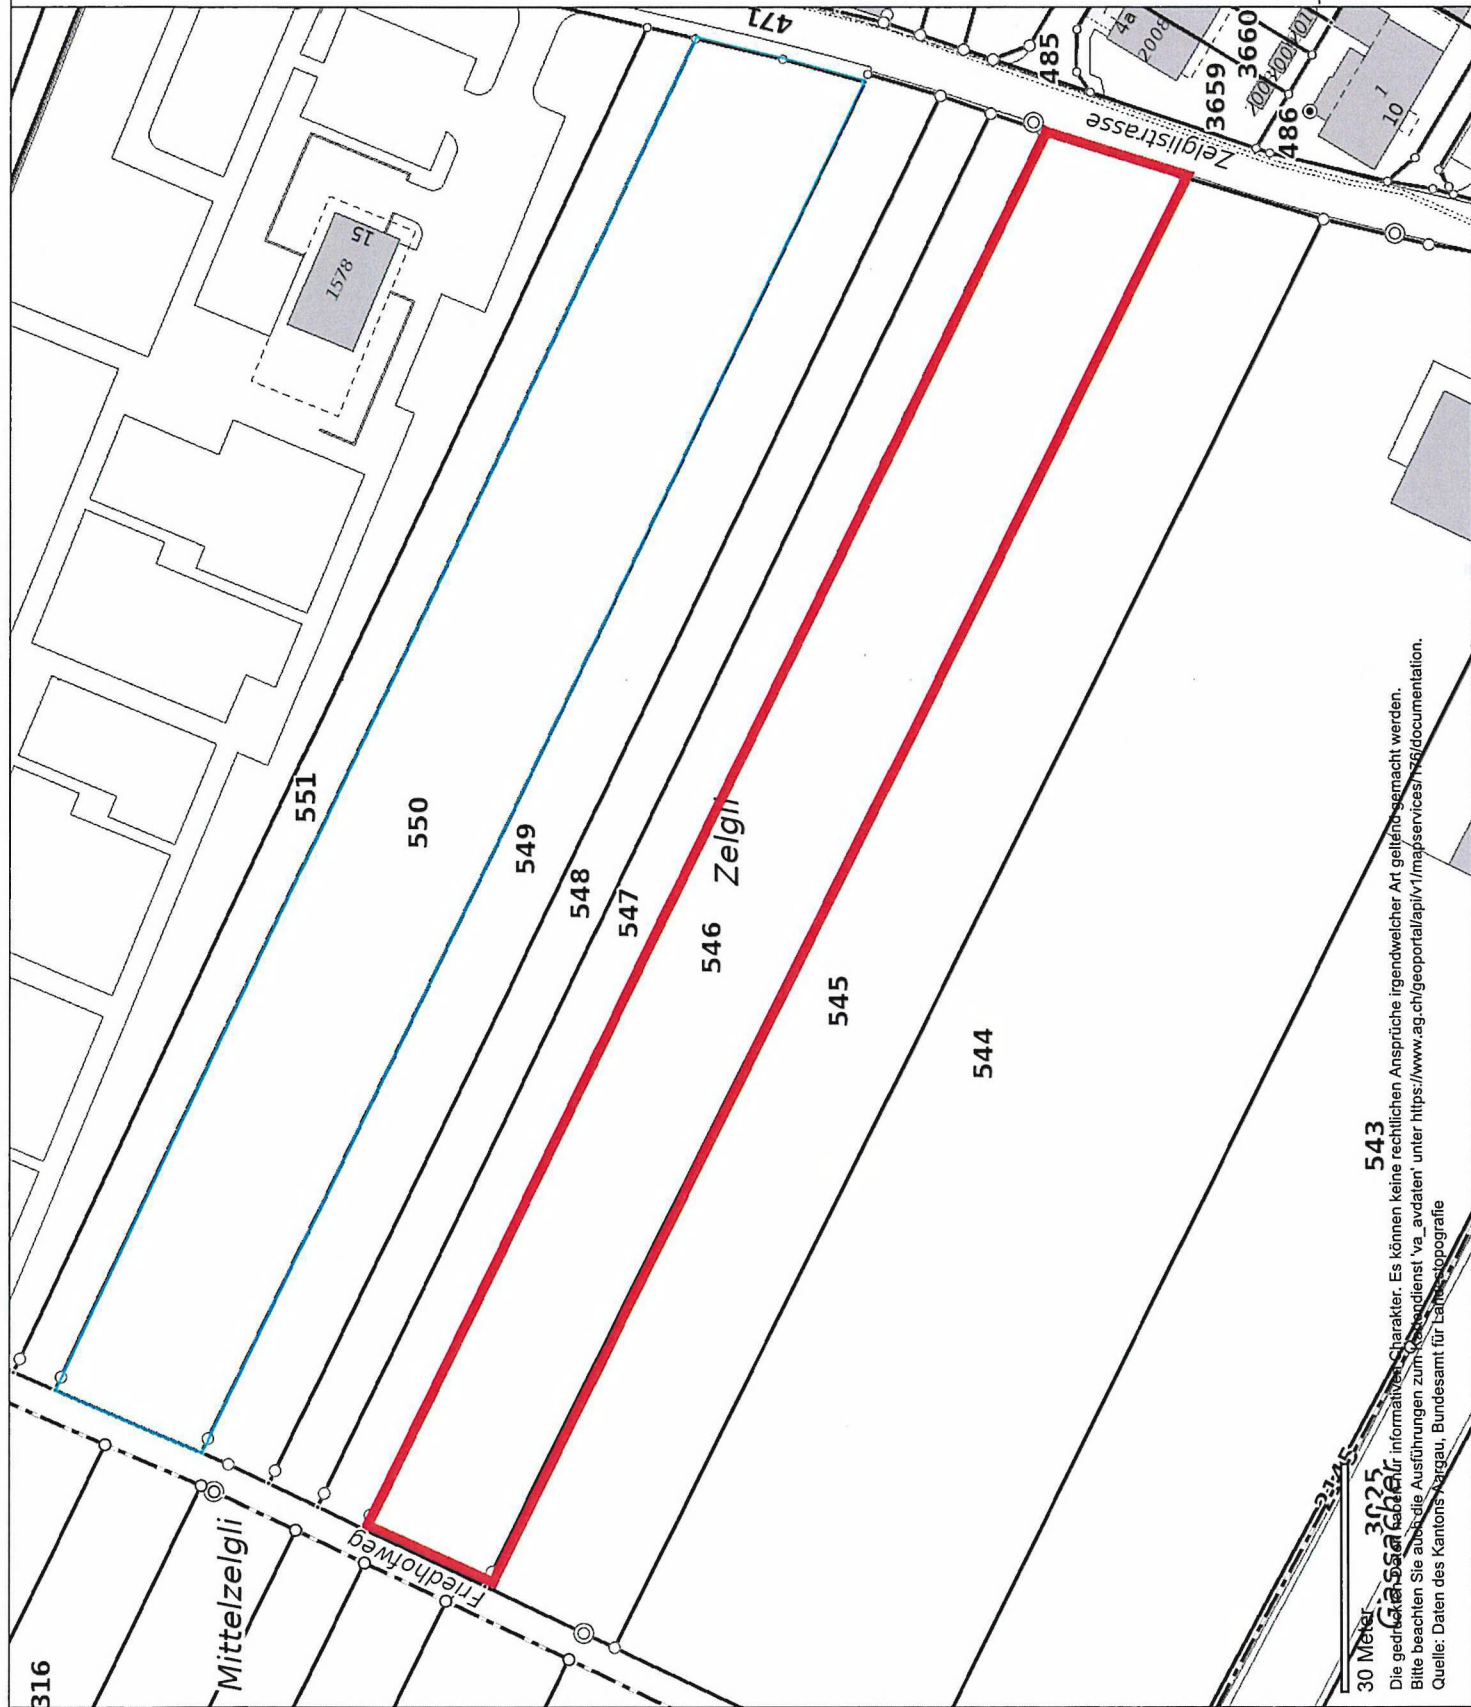 316
Mittelzelgli
Friedhofweg
551
550
549
548
547
546
Zelgli
545
544
543
1578
15
471
Zelglistrasse
485
4a
2008
3659
3660
486
1
10
2145
3025
Gassacher
30 Meter
Die gedruckten Daten haben nur informativen Charakter. Es können keine rechtlichen Ansprüche irgendwelcher Art geltend gemacht werden.
Bitte beachten Sie auch die Ausführungen zum Kartendienst 'va_avdaten' unter https://www.ag.ch/geoportal/api/v1/mapservices/176/documentation.
Quelle: Daten des Kantons Aargau, Bundesamt für Landestopografie